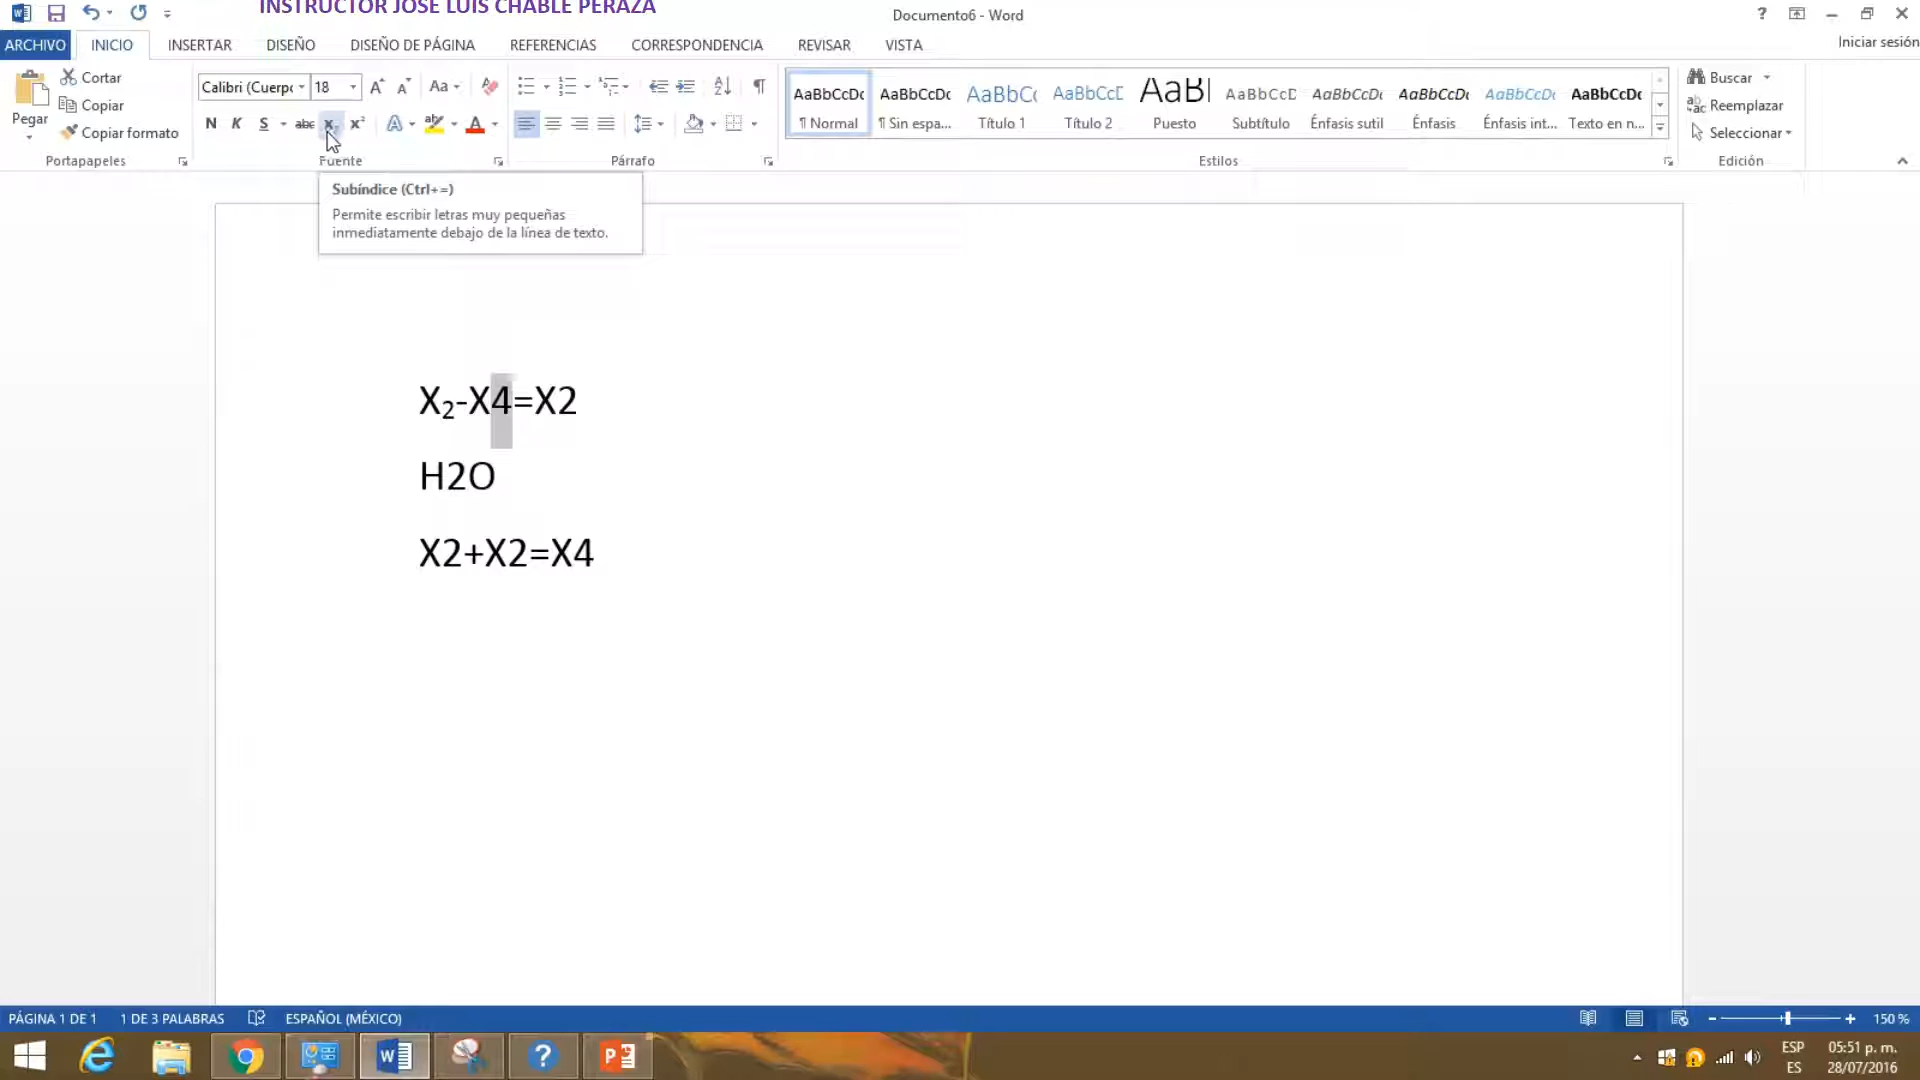 INSTRUCTOR JOSE LUIS CHABLE PERAZA
Documento6 - Word
ARCHIVO INICIO INSERTAR DISEÑO DISEÑO DE PÁGINA REFERENCIAS CORRESPONDENCIA REVISAR VISTA Iniciar sesión
Cortar
Copiar
Copiar formato
Pegar
Portapapeles
Calibri (Cuerpo 18
N K S abc X₂ X²
Fuente
Párrafo
AaBbCcDc AaBbCcDc AaBbC( AaBbCcD AaB AaBbCcD AaBbCcDc AaBbCcDc AaBbCcDc AaBbCcDc
¶ Normal ¶ Sin espa... Título 1 Título 2 Puesto Subtítulo Énfasis sutil Énfasis Énfasis int... Texto en n...
Estilos
Buscar
Reemplazar
Seleccionar
Edición
Subíndice (Ctrl+=)
Permite escribir letras muy pequeñas
inmediatamente debajo de la línea de texto.
X₂-X4=X2
H2O
X2+X2=X4
PÁGINA 1 DE 1 1 DE 3 PALABRAS ESPAÑOL (MÉXICO) 150 %
ESP 05:51 p. m.
ES 28/07/2016